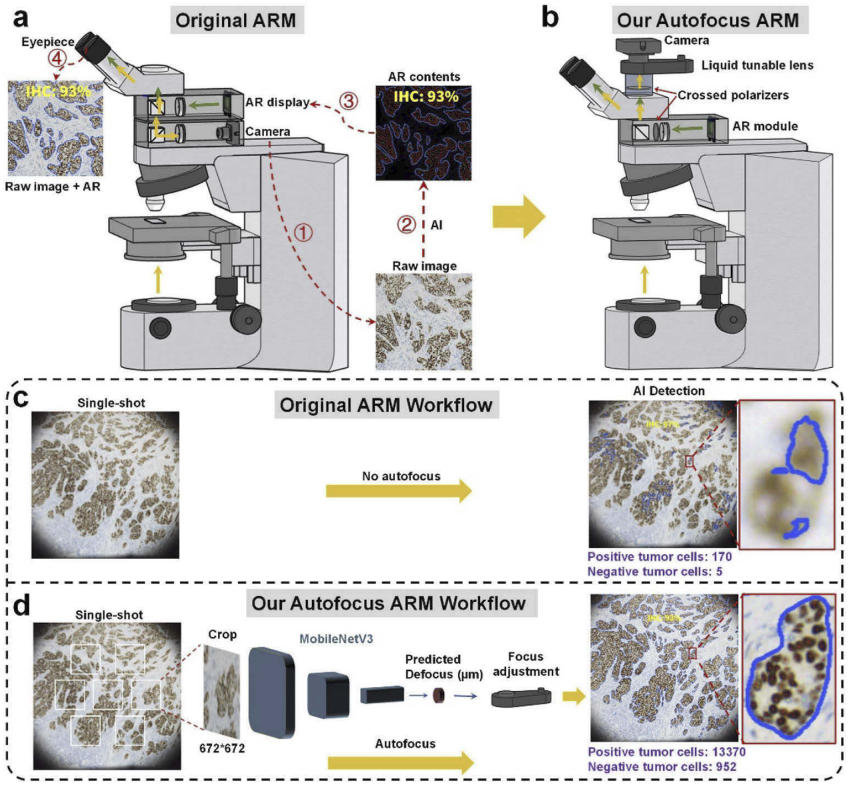 a
Original ARM
Eyepiece
④
IHC: 93%
Raw image + AR
AR display
Camera
③
AR contents
IHC: 93%
①
②
AI
Raw image
b
Our Autofocus ARM
Camera
Liquid tunable lens
Crossed polarizers
AR module
c
Original ARM Workflow
Single-shot
No autofocus
AI Detection
Positive tumor cells: 170
Negative tumor cells: 5
d
Our Autofocus ARM Workflow
Single-shot
Crop
672*672
MobileNetV3
Predicted
Defocus (μm)
Focus
adjustment
Autofocus
IHC: 93%
Positive tumor cells: 13370
Negative tumor cells: 952